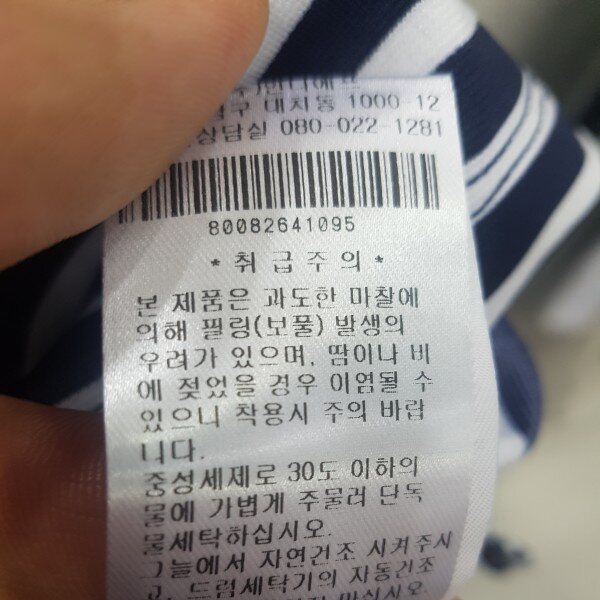 구 대치동 1000-12
상담실 080-022-1281
80082641095
* 취 급 주 의 *
본 제품은 과도한 마찰에
의해 필링(보풀) 발생의
우려가 있으며, 땀이나 비
에 젖었을 경우 이염될 수
있으니 착용시 주의 바랍
니다.
중성세제로 30도 이하의
물에 가볍게 주물러 단독
물세탁하십시오.
그늘에서 자연건조 시켜주시
고, 드럼세탁기의 자동건조
마십시오